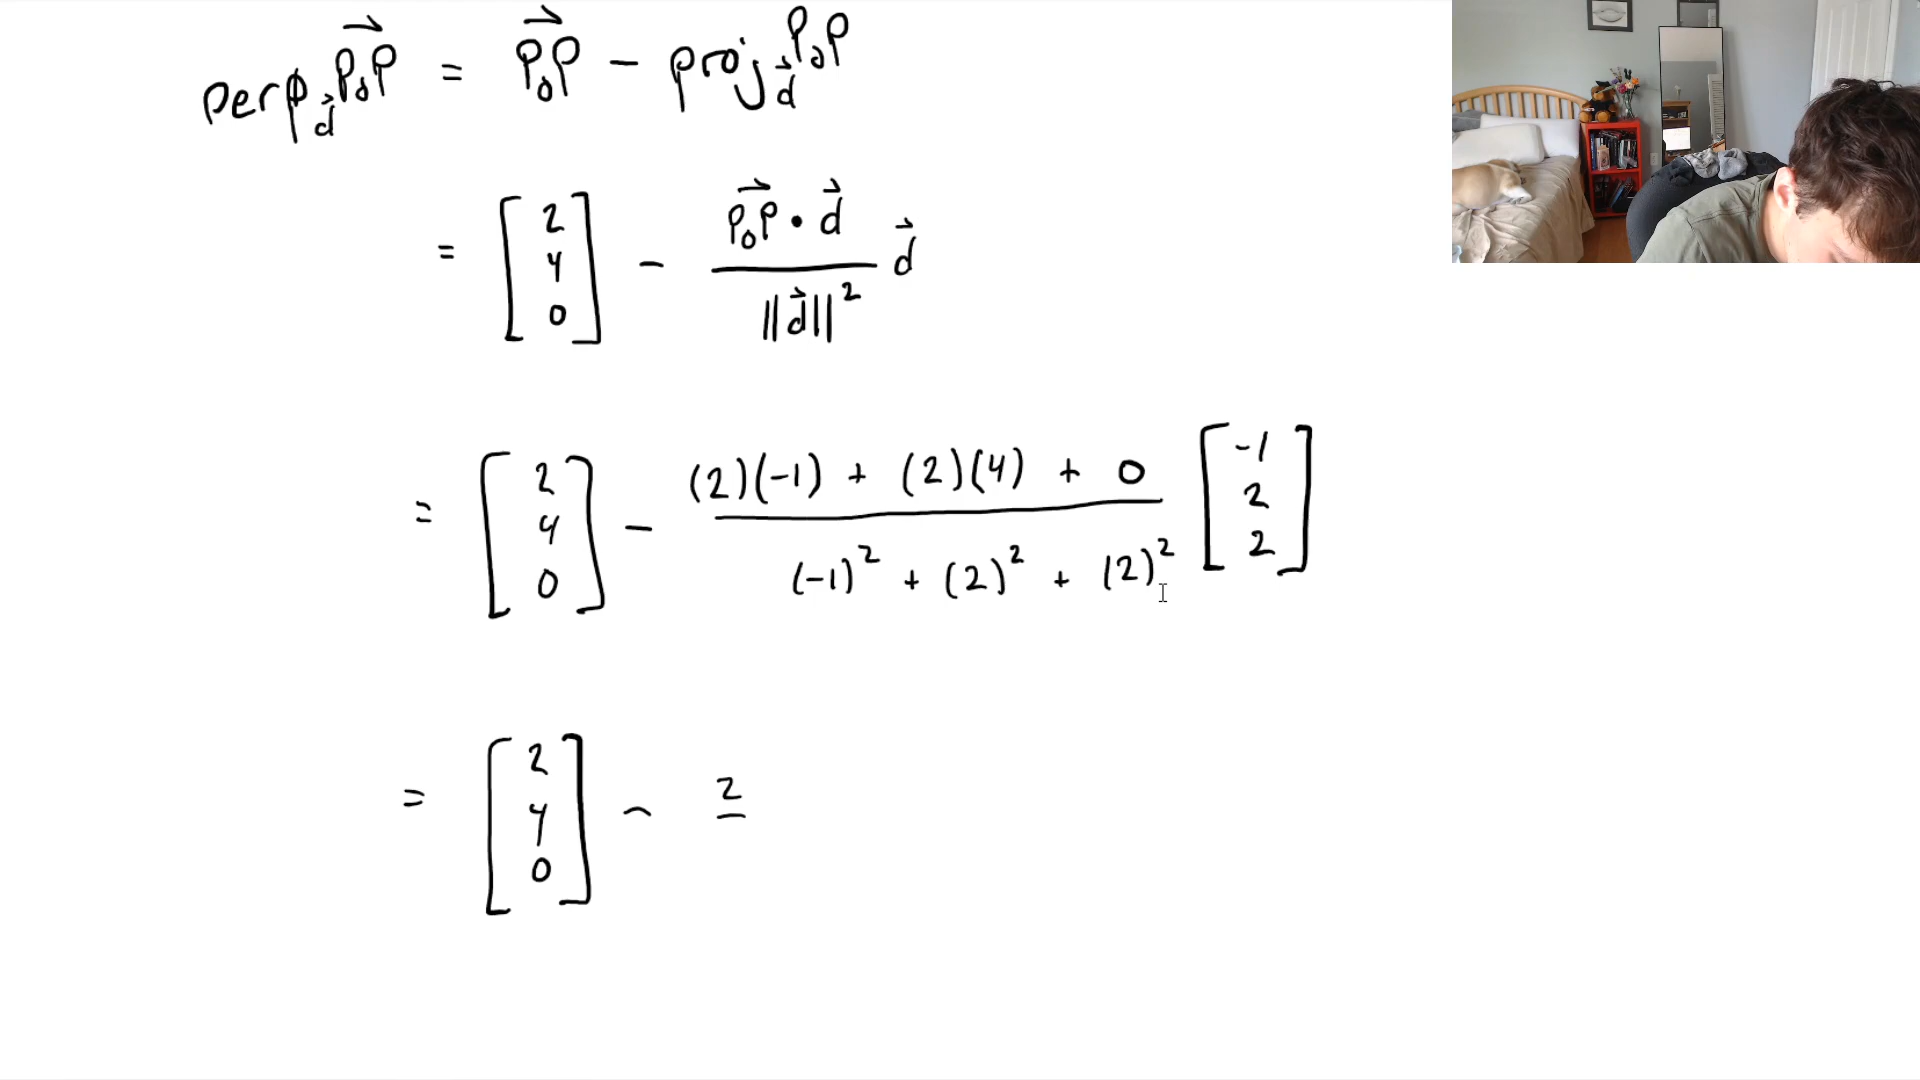 perp_d⃗ P₀P⃗ = P₀P⃗ - proj_d⃗ P₀P
= [2 4 0] - (P₀P⃗ • d⃗) / ||d⃗||² d⃗
= [2 4 0] - ((2)(-1) + (2)(4) + 0) / ((-1)² + (2)² + (2)²) [-1 2 2]
= [2 4 0] - 2/